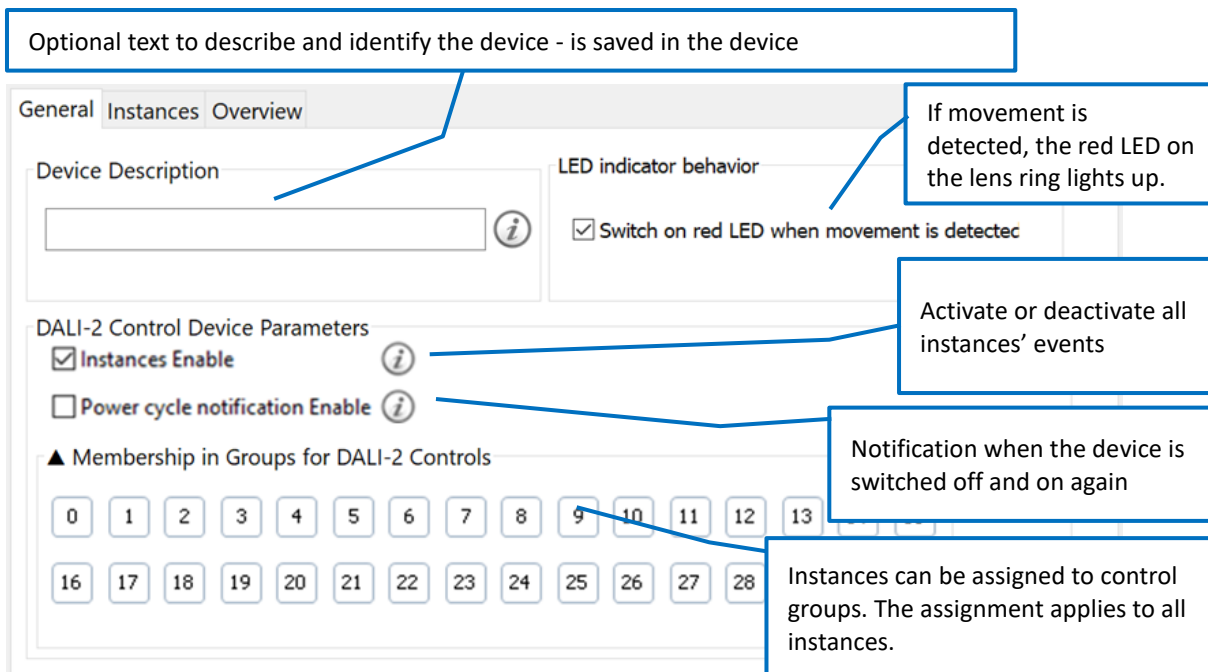 Optional text to describe and identify the device - is saved in the device
General Instances Overview
If movement is
detected, the red LED on
the lens ring lights up.
Device Description
LED indicator behavior
Switch on red LED when movement is detected
Activate or deactivate all
instances' events
DALI-2 Control Device Parameters
Instances Enable
Power cycle notification Enable
Notification when the device is
switched off and on again
▲ Membership in Groups for DALI-2 Controls
0 1 2 3 4 5 6 7 8 9 10 11 12 13
16 17 18 19 20 21 22 23 24 25 26 27 28
Instances can be assigned to control
groups. The assignment applies to all
instances.